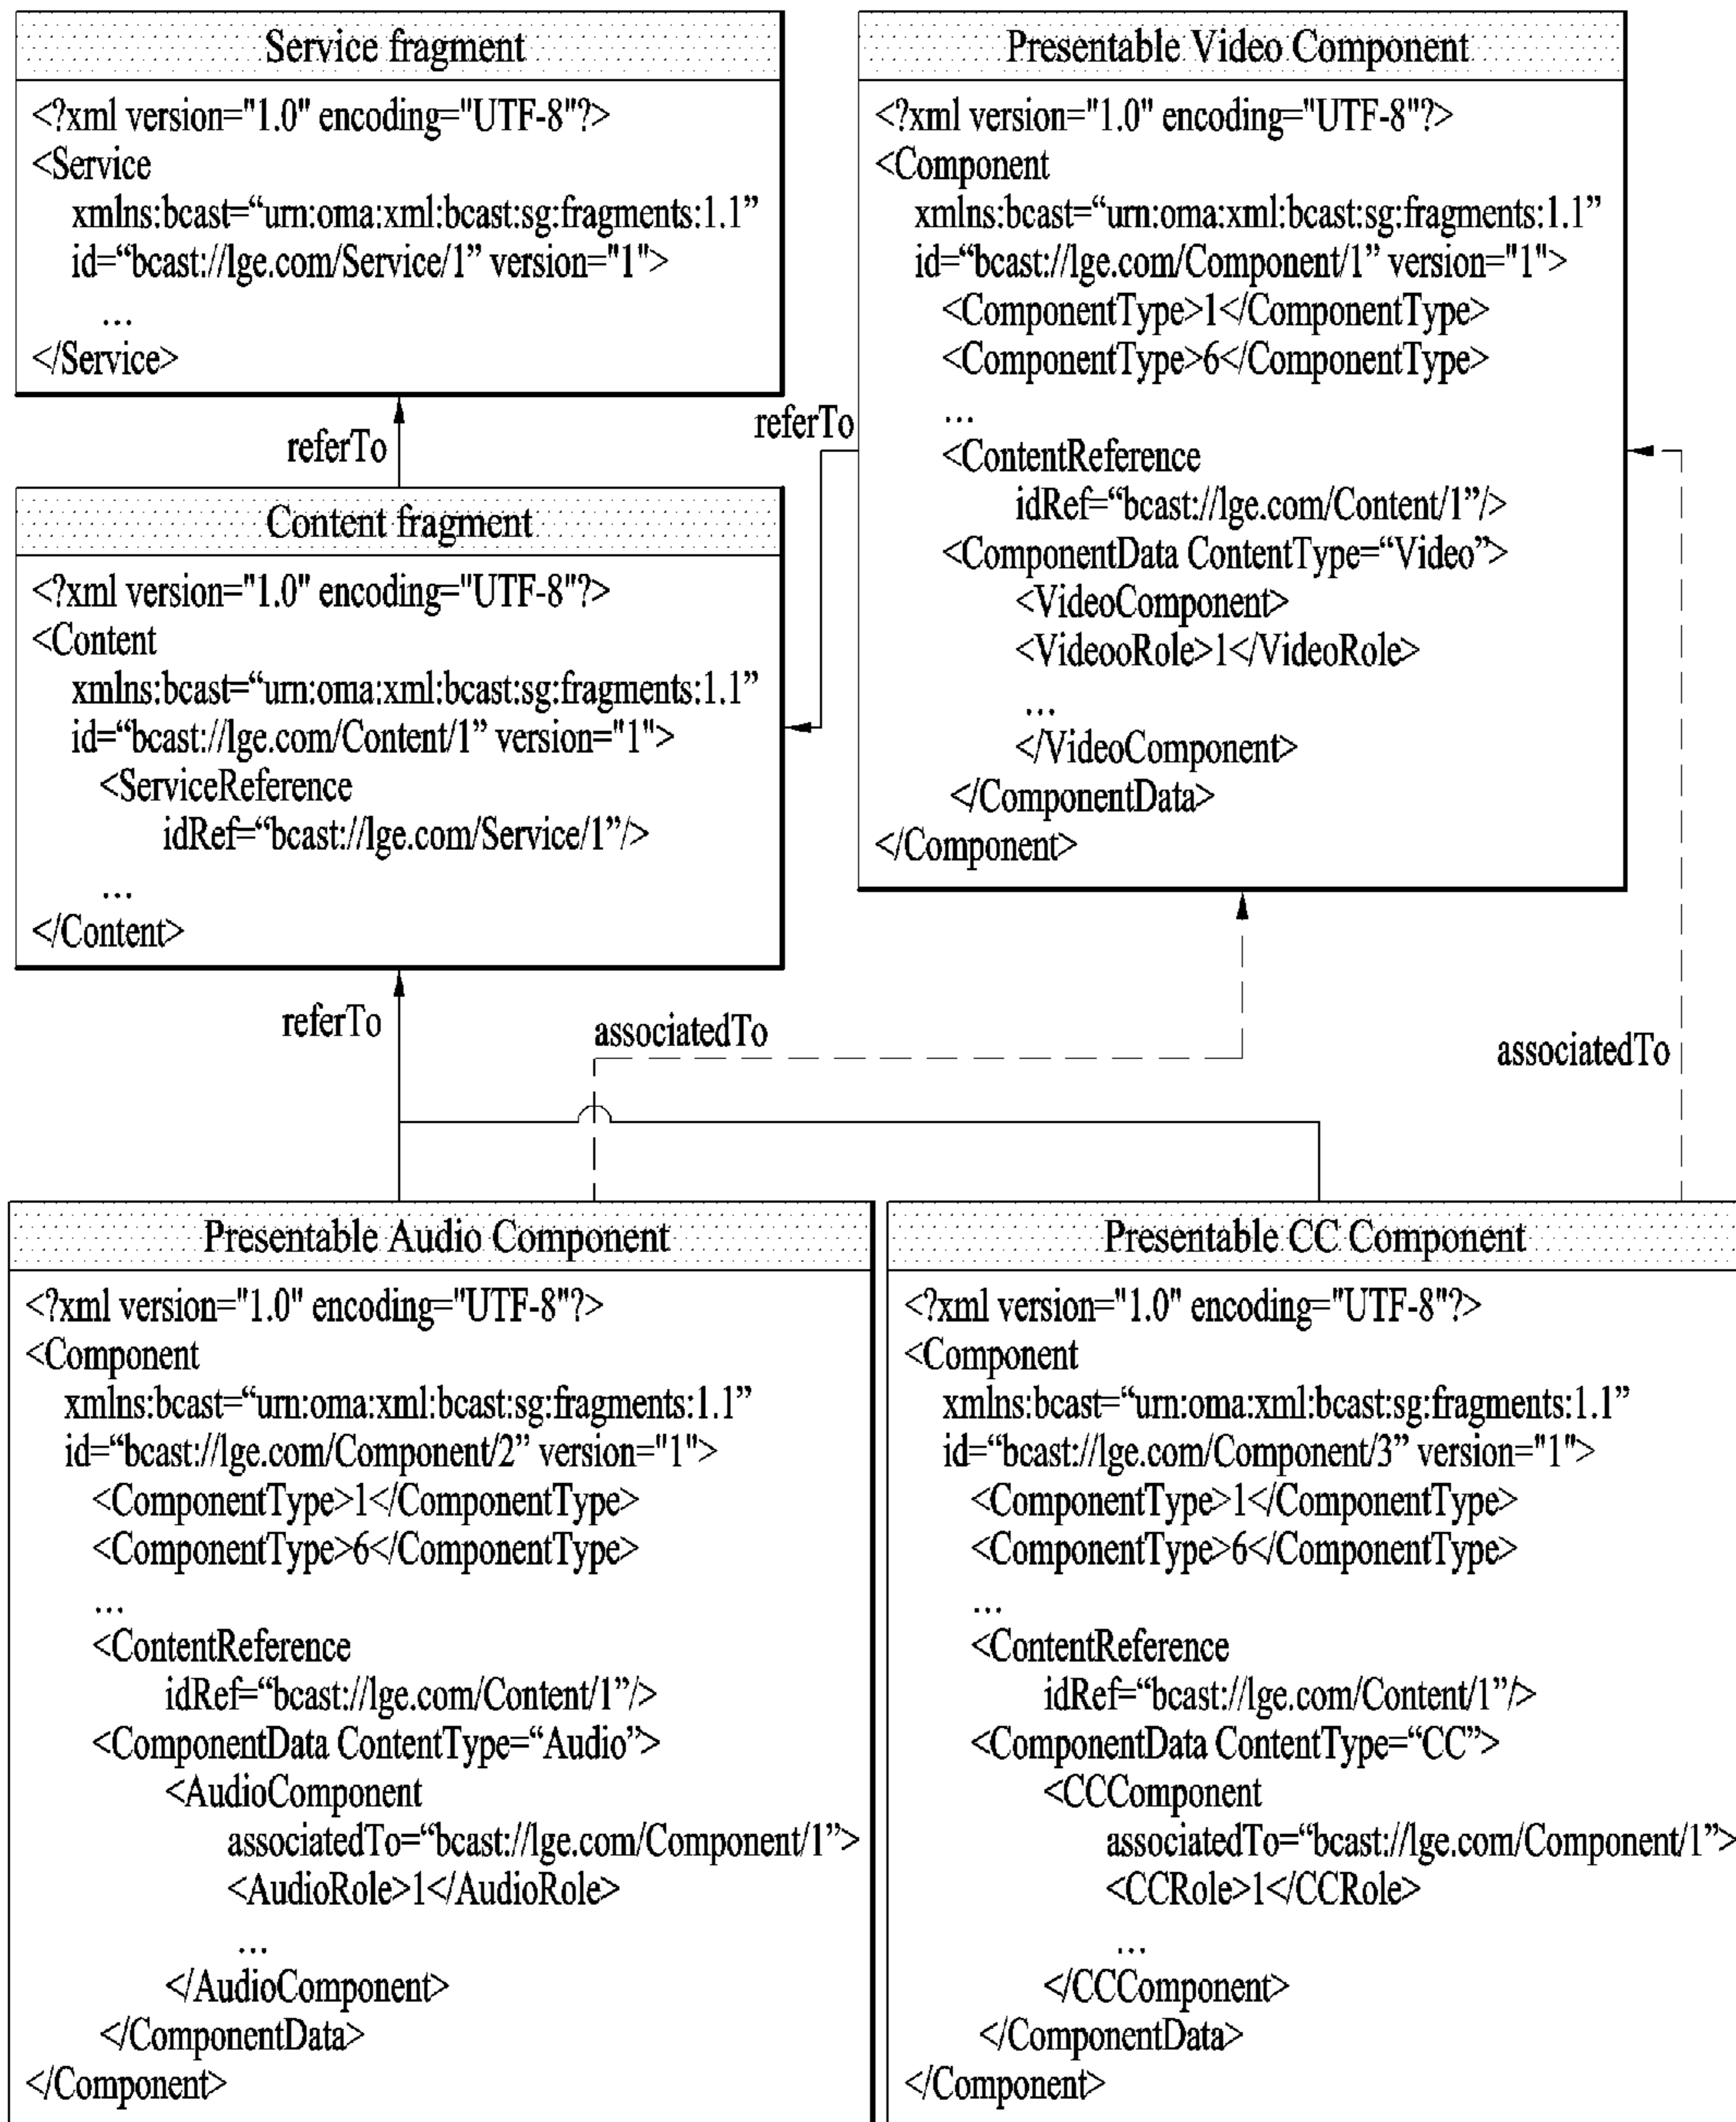 Service fragment
<?xml version="1.0" encoding="UTF-8"?>
<Service
xmlns:bcast=“urn:oma:xml:bcast:sg:fragments:1.1”
id=“bcast://lge.com/Service/1” version="1">
...
</Service>
referTo
Content fragment
<?xml version="1.0" encoding="UTF-8"?>
<Content
xmlns:bcast=“urn:oma:xml:bcast:sg:fragments:1.1”
id=“bcast://lge.com/Content/1” version="1">
<ServiceReference
idRef=“bcast://lge.com/Service/1”/>
...
</Content>
referTo
Presentable Video Component
<?xml version="1.0" encoding="UTF-8"?>
<Component
xmlns:bcast=“urn:oma:xml:bcast:sg:fragments:1.1”
id=“bcast://lge.com/Component/1” version="1">
<ComponentType>1</ComponentType>
<ComponentType>6</ComponentType>
...
<ContentReference
idRef=“bcast://lge.com/Content/1”/>
<ComponentData ContentType=“Video”>
<VideoComponent>
<VideooRole>1</VideoRole>
...
</VideoComponent>
</ComponentData>
</Component>
referTo
associatedTo
associatedTo
Presentable Audio Component
<?xml version="1.0" encoding="UTF-8"?>
<Component
xmlns:bcast=“urn:oma:xml:bcast:sg:fragments:1.1”
id=“bcast://lge.com/Component/2” version="1">
<ComponentType>1</ComponentType>
<ComponentType>6</ComponentType>
...
<ContentReference
idRef=“bcast://lge.com/Content/1”/>
<ComponentData ContentType=“Audio”>
<AudioComponent
associatedTo=“bcast://lge.com/Component/1”>
<AudioRole>1</AudioRole>
...
</AudioComponent>
</ComponentData>
</Component>
Presentable CC Component
<?xml version="1.0" encoding="UTF-8"?>
<Component
xmlns:bcast=“urn:oma:xml:bcast:sg:fragments:1.1”
id=“bcast://lge.com/Component/3” version="1">
<ComponentType>1</ComponentType>
<ComponentType>6</ComponentType>
...
<ContentReference
idRef=“bcast://lge.com/Content/1”/>
<ComponentData ContentType=“CC”>
<CCComponent
associatedTo=“bcast://lge.com/Component/1”>
<CCRole>1</CCRole>
...
</CCComponent>
</ComponentData>
</Component>